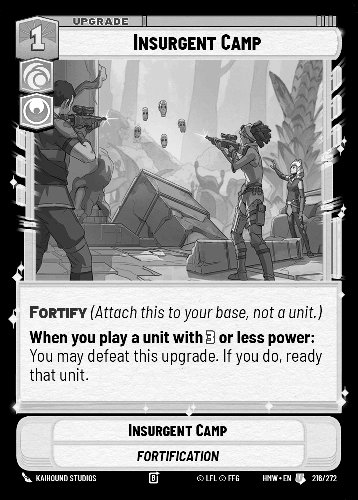 UPGRADE
1
INSURGENT CAMP
FORTIFY (Attach this to your base, not a unit.)
When you play a unit with 3 or less power:
You may defeat this upgrade. If you do, ready
that unit.
INSURGENT CAMP
FORTIFICATION
KAIHOUND STUDIOS
© LFL © FFG
HMW • EN
216/272